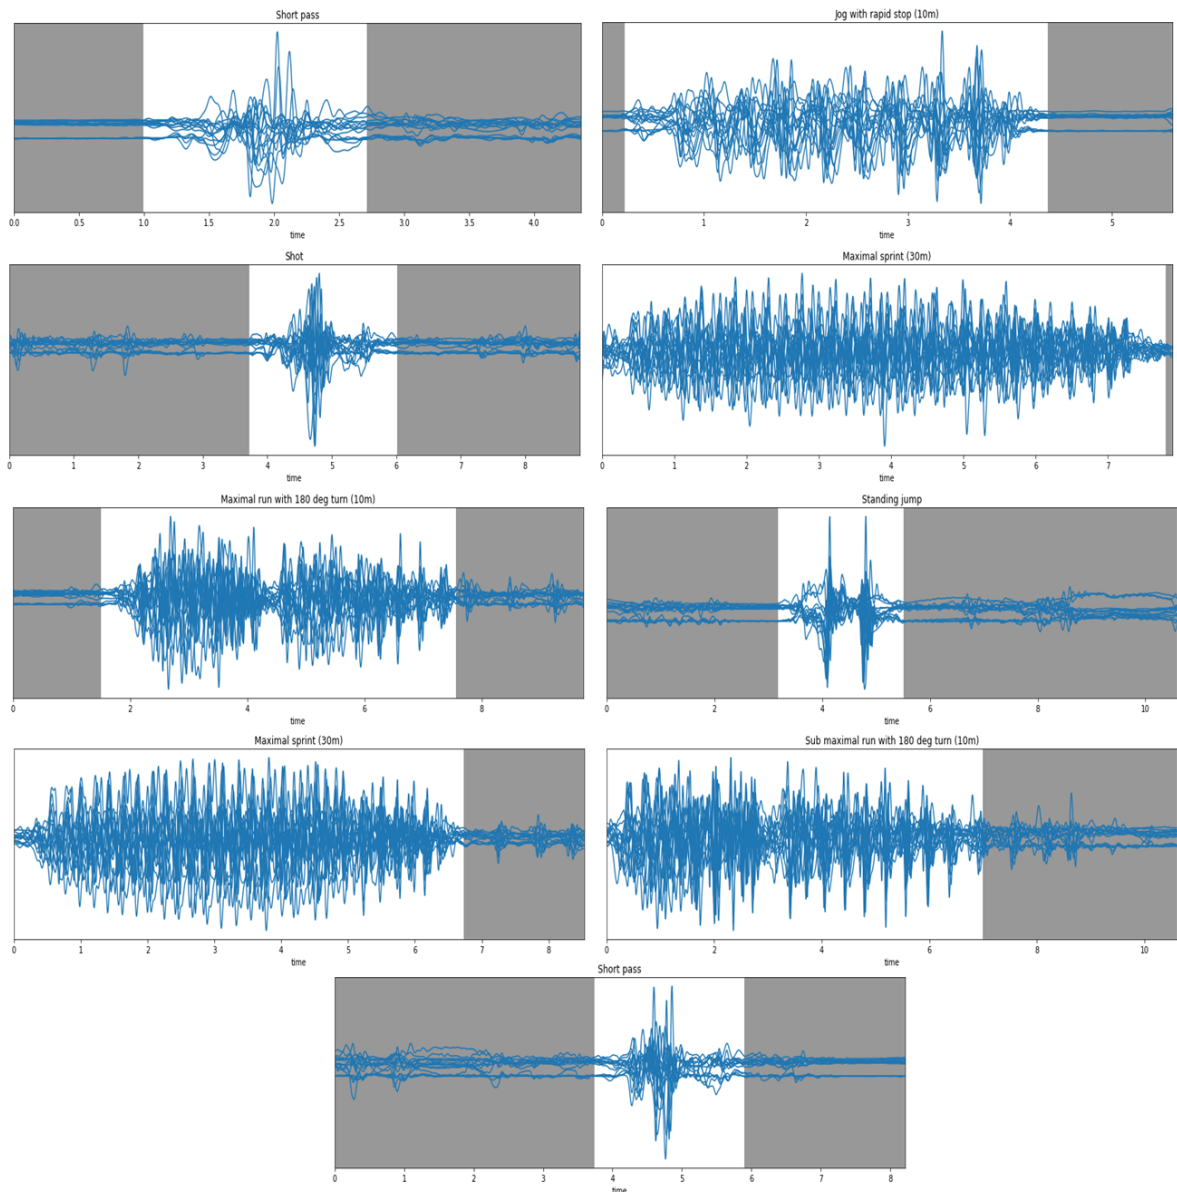 Short pass
0.0 0.5 1.0 1.5 2.0 2.5 3.0 3.5 4.0
time
Jog with rapid stop (10m)
1 2 3 4 5
time
Shot
0 1 2 3 4 5 6 7 8
time
Maximal sprint (30m)
0 1 2 3 4 5 6 7
time
Maximal run with 180 deg turn (10m)
2 4 6 8
time
Standing jump
0 2 4 6 8 10
time
Maximal sprint (30m)
0 1 2 3 4 5 6 7 8
time
Sub maximal run with 180 deg turn (10m)
0 2 4 6 8 10
time
Short pass
0 1 2 3 4 5 6 7 8
time